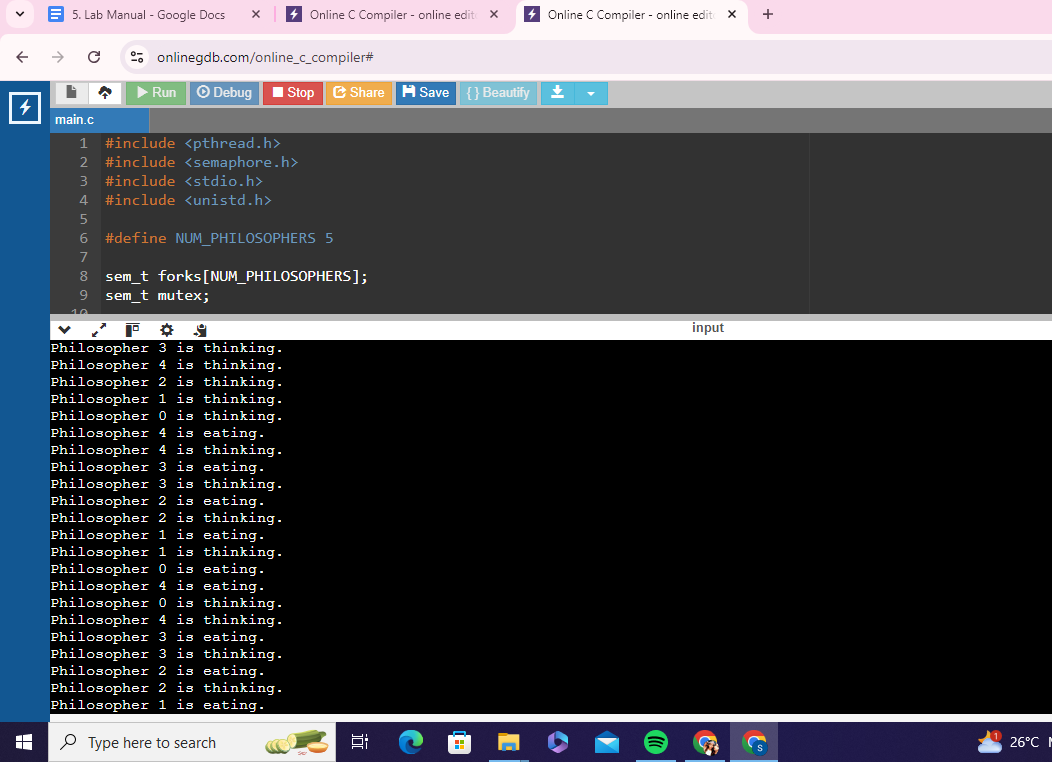 5. Lab Manual - Google Docs
Online C Compiler - online edit
Online C Compiler - online edit
onlinegdb.com/online_c_compiler#
Run Debug Stop Share Save {} Beautify
main.c
1 #include <pthread.h>
2 #include <semaphore.h>
3 #include <stdio.h>
4 #include <unistd.h>
5
6 #define NUM_PHILOSOPHERS 5
7
8 sem_t forks[NUM_PHILOSOPHERS];
9 sem_t mutex;
10
input
Philosopher 3 is thinking.
Philosopher 4 is thinking.
Philosopher 2 is thinking.
Philosopher 1 is thinking.
Philosopher 0 is thinking.
Philosopher 4 is eating.
Philosopher 4 is thinking.
Philosopher 3 is eating.
Philosopher 3 is thinking.
Philosopher 2 is eating.
Philosopher 2 is thinking.
Philosopher 1 is eating.
Philosopher 1 is thinking.
Philosopher 0 is eating.
Philosopher 4 is eating.
Philosopher 0 is thinking.
Philosopher 4 is thinking.
Philosopher 3 is eating.
Philosopher 3 is thinking.
Philosopher 2 is eating.
Philosopher 2 is thinking.
Philosopher 1 is eating.
Type here to search
S
1
26°C